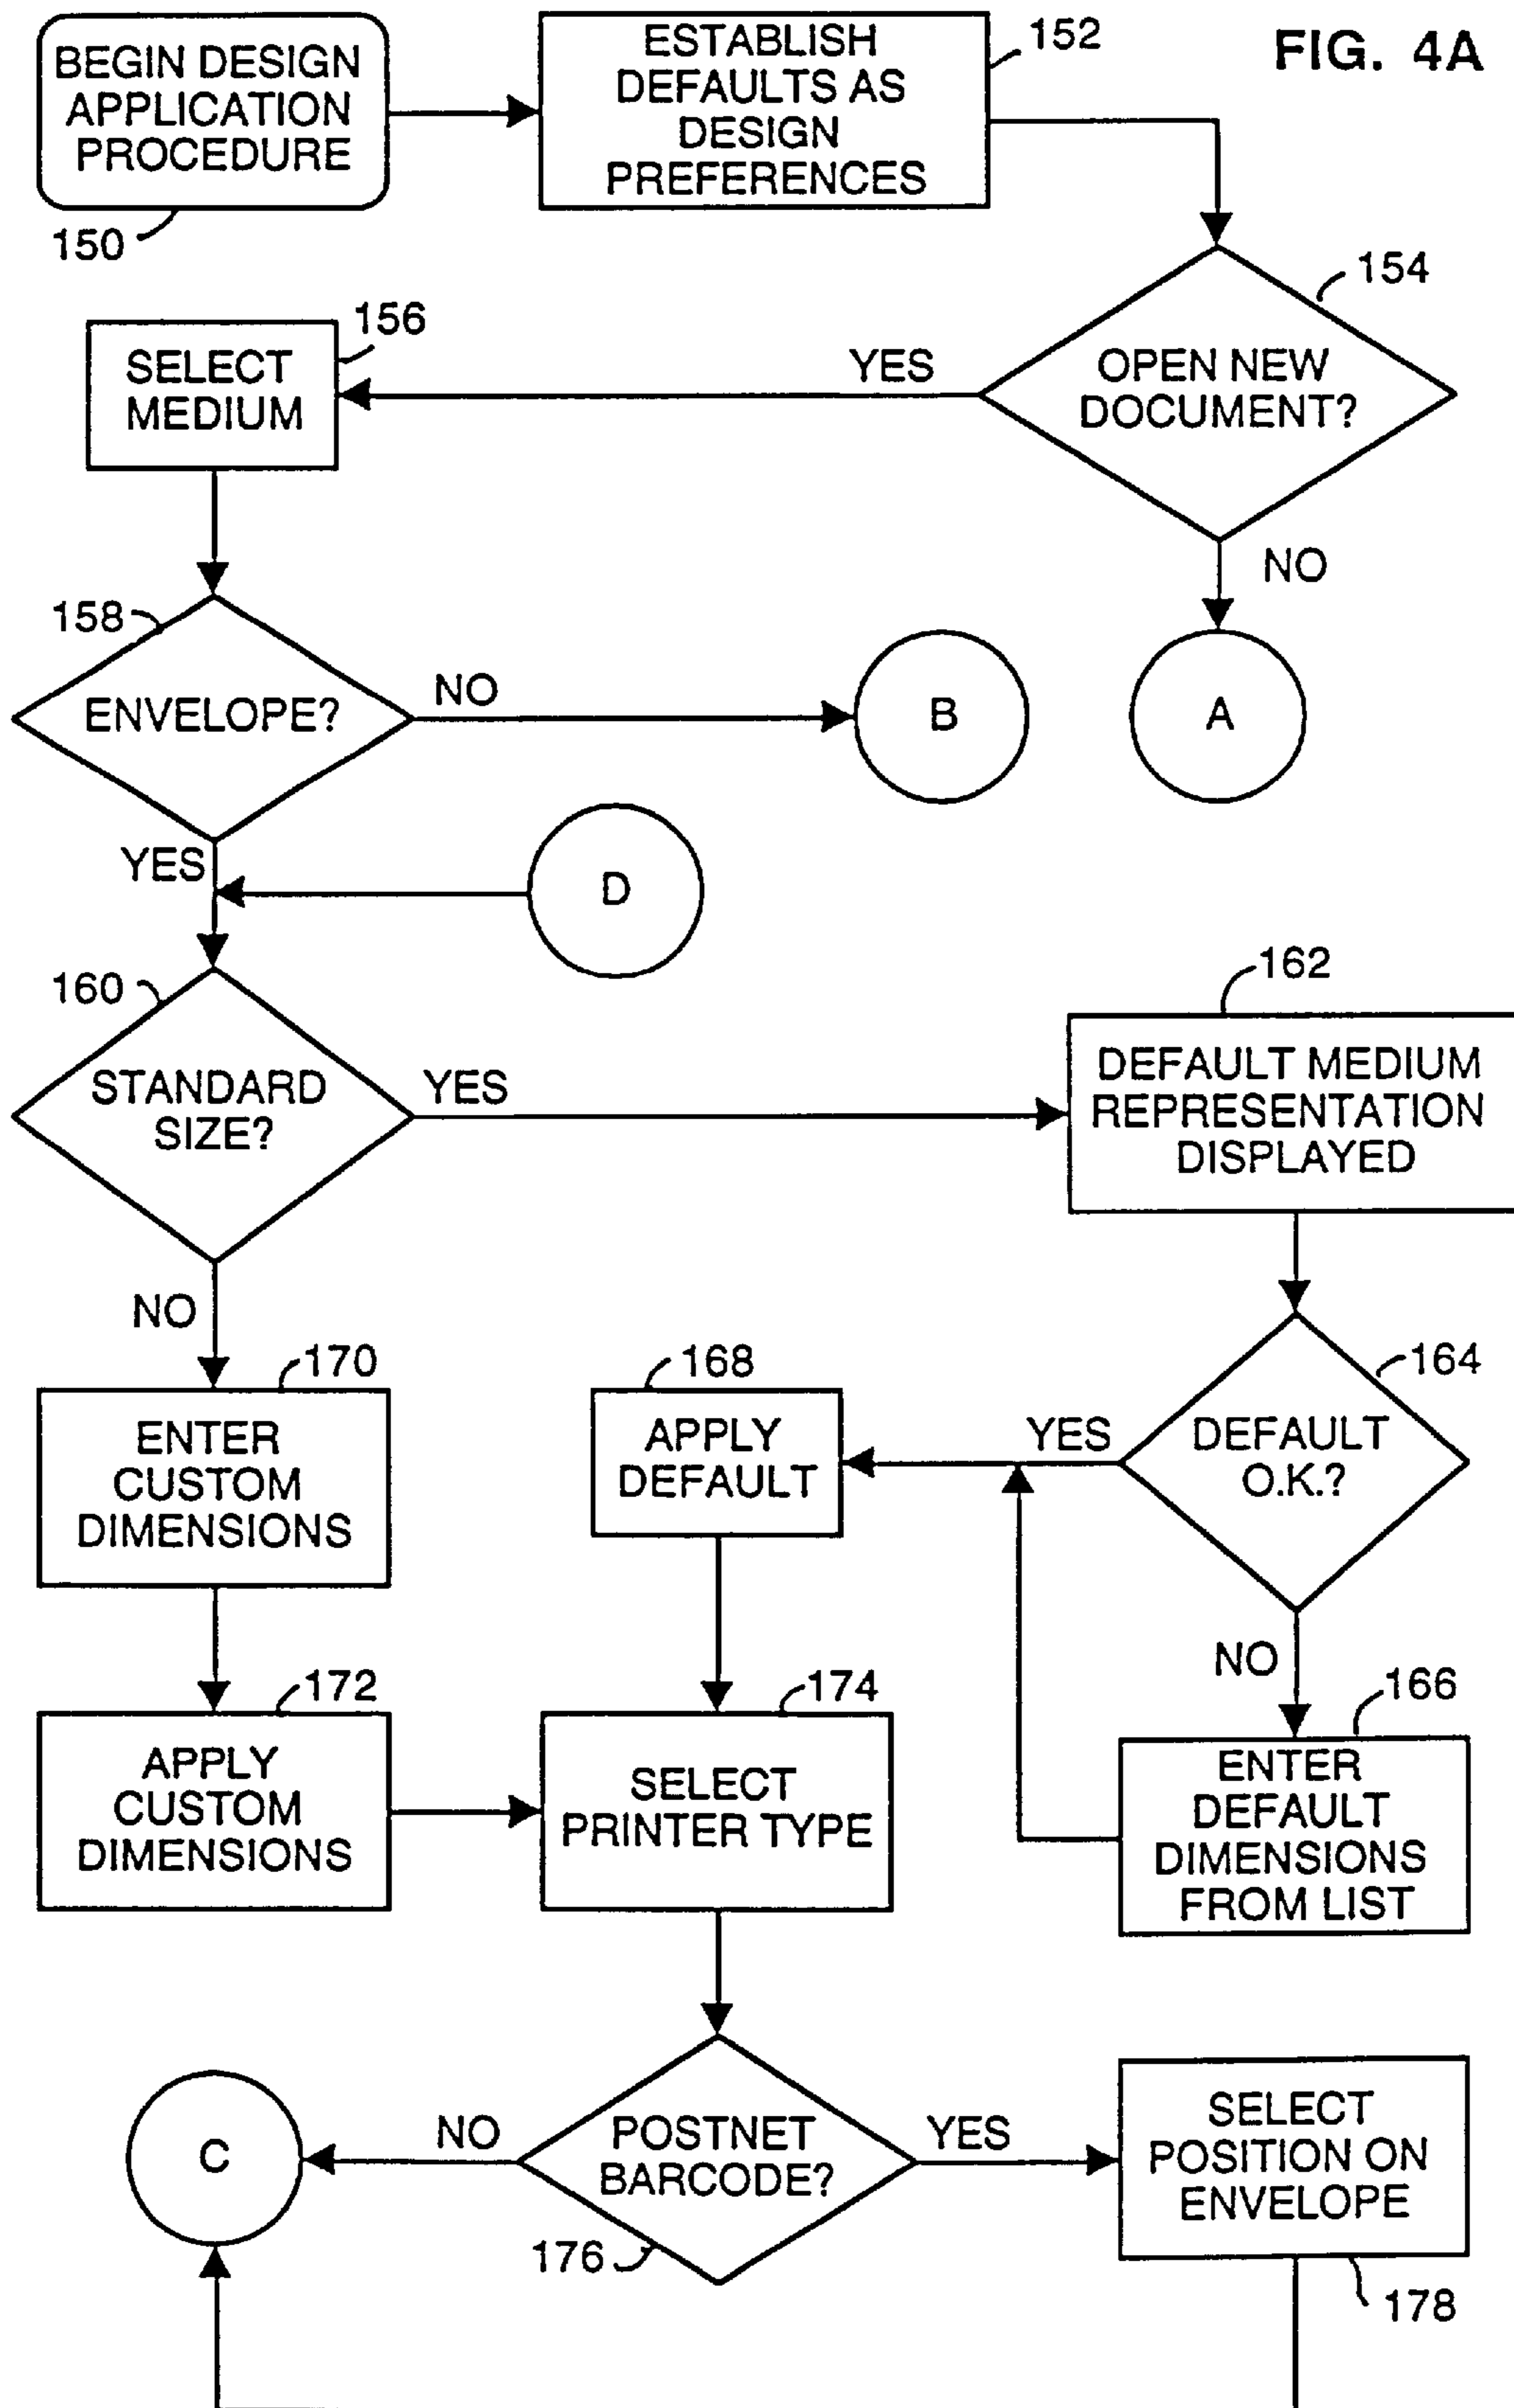 FIG. 4A
BEGIN DESIGN
APPLICATION
PROCEDURE
150
ESTABLISH
DEFAULTS AS
DESIGN
PREFERENCES
152
154
OPEN NEW
DOCUMENT?
YES
NO
156
SELECT
MEDIUM
A
158
ENVELOPE?
NO
B
YES
D
160
STANDARD
SIZE?
YES
162
DEFAULT MEDIUM
REPRESENTATION
DISPLAYED
NO
164
DEFAULT
O.K.?
YES
168
APPLY
DEFAULT
170
ENTER
CUSTOM
DIMENSIONS
NO
166
ENTER
DEFAULT
DIMENSIONS
FROM LIST
172
APPLY
CUSTOM
DIMENSIONS
174
SELECT
PRINTER TYPE
176
POSTNET
BARCODE?
NO
C
YES
SELECT
POSITION ON
ENVELOPE
178